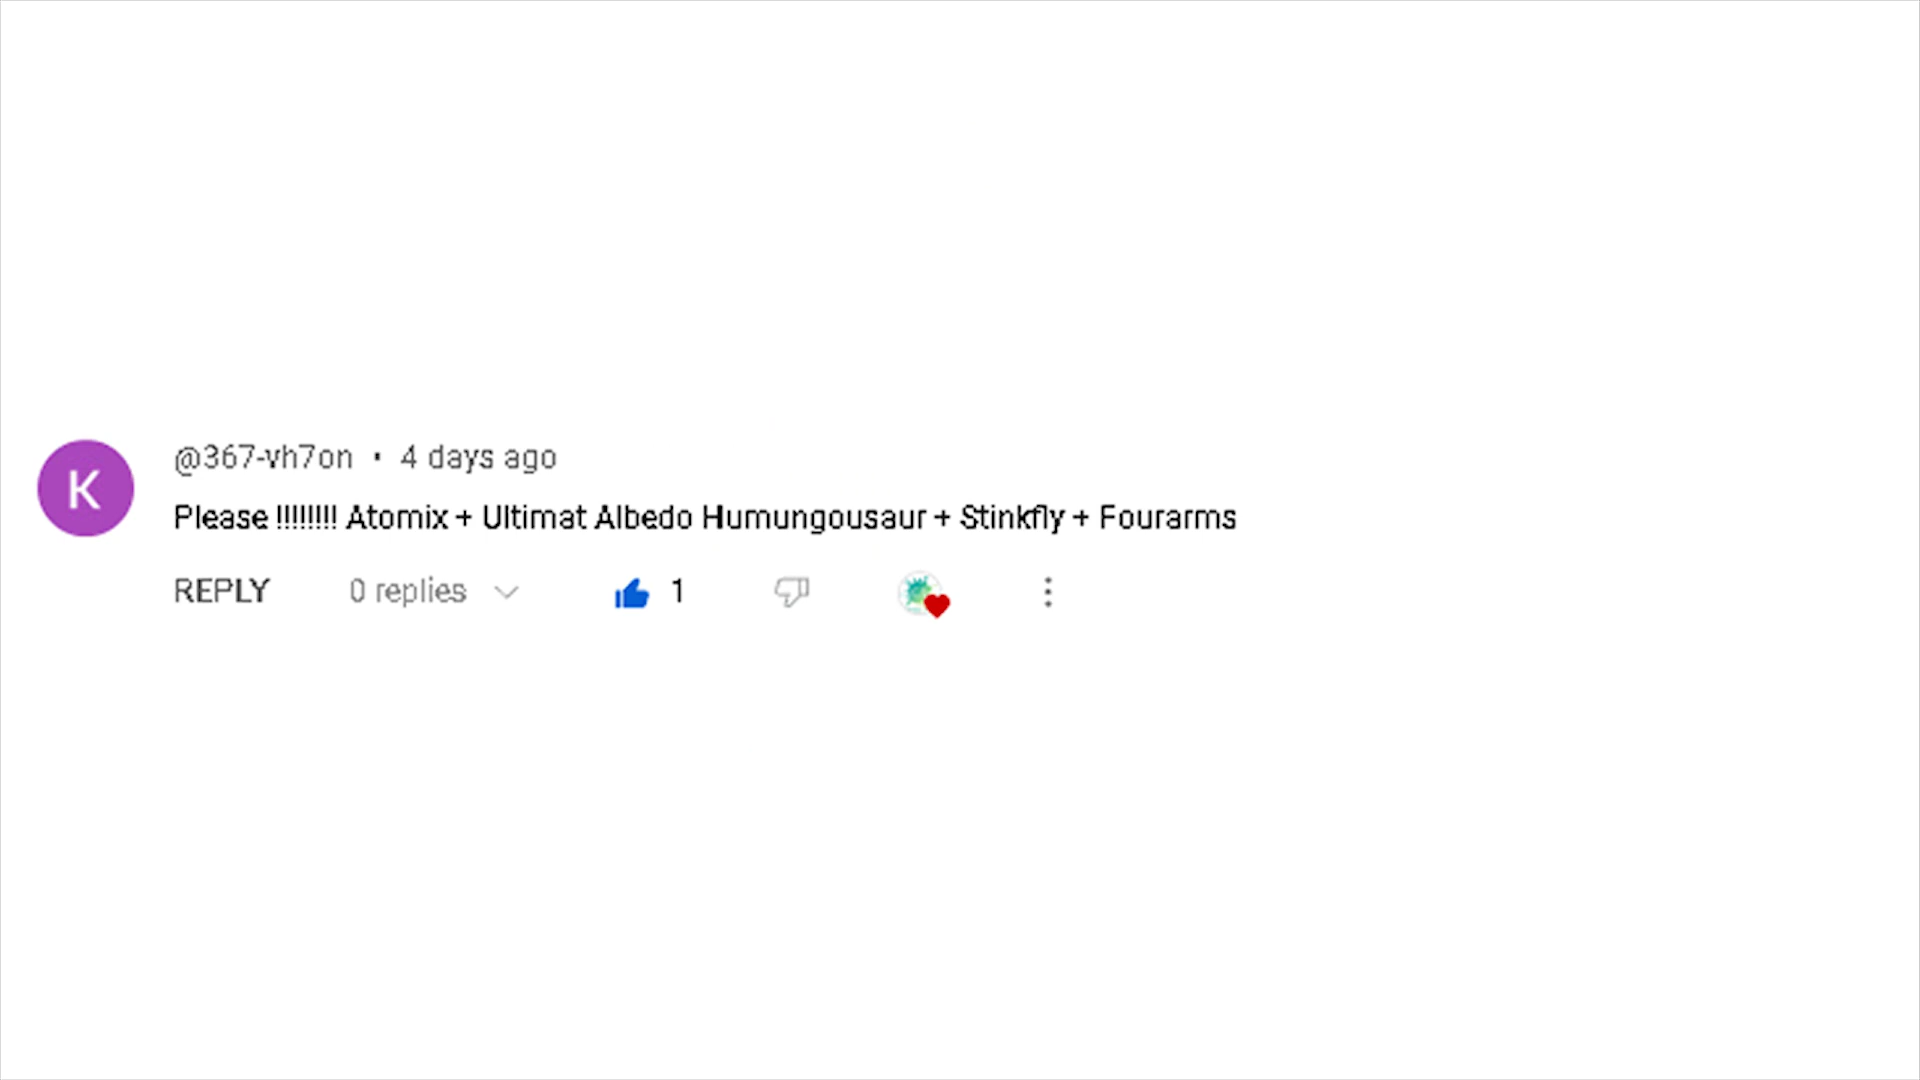 K
@367-vh7on • 4 days ago
Please !!!!!!!! Atomix + Ultimat Albedo Humungousaur + Stinkfly + Fourarms
REPLY 0 replies 1